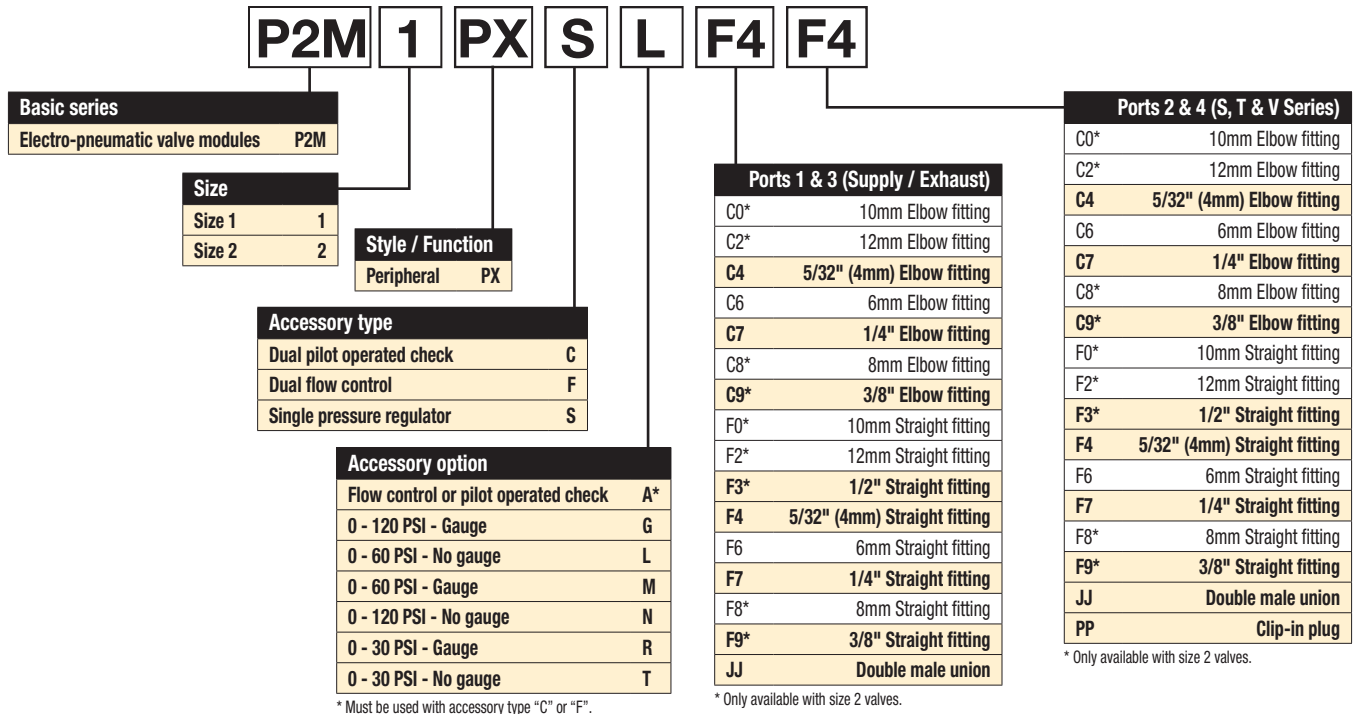 P2M 1 PX S L F4 F4
Basic series
Electro-pneumatic valve modules P2M
Size
Size 1 1
Size 2 2
Style / Function
Peripheral PX
Accessory type
Dual pilot operated check C
Dual flow control F
Single pressure regulator S
Accessory option
Flow control or pilot operated check A*
0 - 120 PSI - Gauge G
0 - 60 PSI - No gauge L
0 - 60 PSI - Gauge M
0 - 120 PSI - No gauge N
0 - 30 PSI - Gauge R
0 - 30 PSI - No gauge T
* Must be used with accessory type “C” or “F”.
Ports 1 & 3 (Supply / Exhaust)
C0* 10mm Elbow fitting
C2* 12mm Elbow fitting
C4 5/32" (4mm) Elbow fitting
C6 6mm Elbow fitting
C7 1/4" Elbow fitting
C8* 8mm Elbow fitting
C9* 3/8" Elbow fitting
F0* 10mm Straight fitting
F2* 12mm Straight fitting
F3* 1/2" Straight fitting
F4 5/32" (4mm) Straight fitting
F6 6mm Straight fitting
F7 1/4" Straight fitting
F8* 8mm Straight fitting
F9* 3/8" Straight fitting
JJ Double male union
* Only available with size 2 valves.
Ports 2 & 4 (S, T & V Series)
C0* 10mm Elbow fitting
C2* 12mm Elbow fitting
C4 5/32" (4mm) Elbow fitting
C6 6mm Elbow fitting
C7 1/4" Elbow fitting
C8* 8mm Elbow fitting
C9* 3/8" Elbow fitting
F0* 10mm Straight fitting
F2* 12mm Straight fitting
F3* 1/2" Straight fitting
F4 5/32" (4mm) Straight fitting
F6 6mm Straight fitting
F7 1/4" Straight fitting
F8* 8mm Straight fitting
F9* 3/8" Straight fitting
JJ Double male union
PP Clip-in plug
* Only available with size 2 valves.